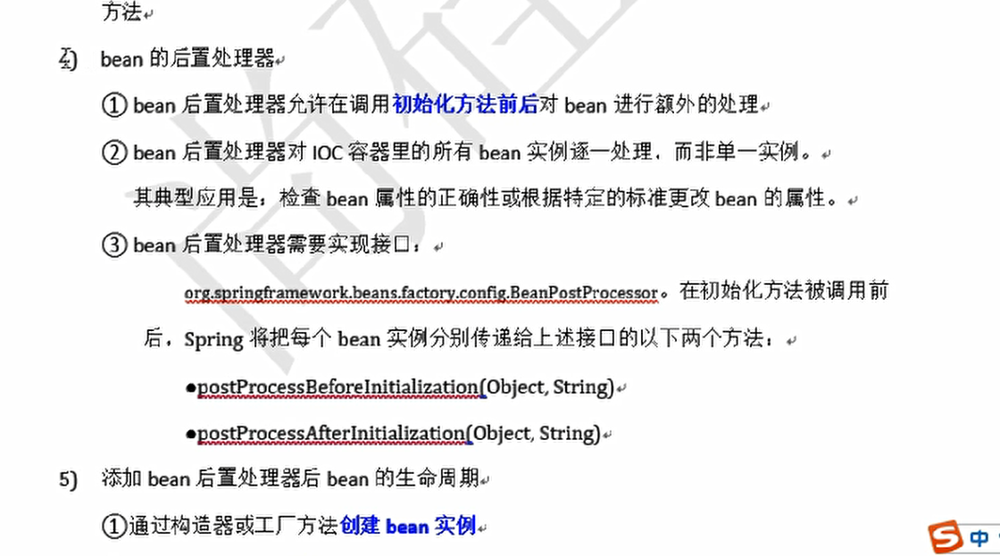 方法
bean 的后置处理器
① bean 后置处理器允许在调用初始化方法前后对 bean 进行额外的处理。
② bean 后置处理器对 IOC 容器里的所有 bean 实例逐一处理，而非单一实例。
其典型应用是：检查 bean 属性的正确性或根据特定的标准更改 bean 的属性。
③ bean 后置处理器需要实现接口：
org.springframework.beans.factory.config.BeanPostProcessor。在初始化方法被调用前
后，Spring 将把每个 bean 实例分别传递给上述接口的以下两个方法：
●postProcessBeforeInitialization(Object, String)
●postProcessAfterInitialization(Object, String)
5) 添加 bean 后置处理器后 bean 的生命周期
①通过构造器或工厂方法创建 bean 实例
中